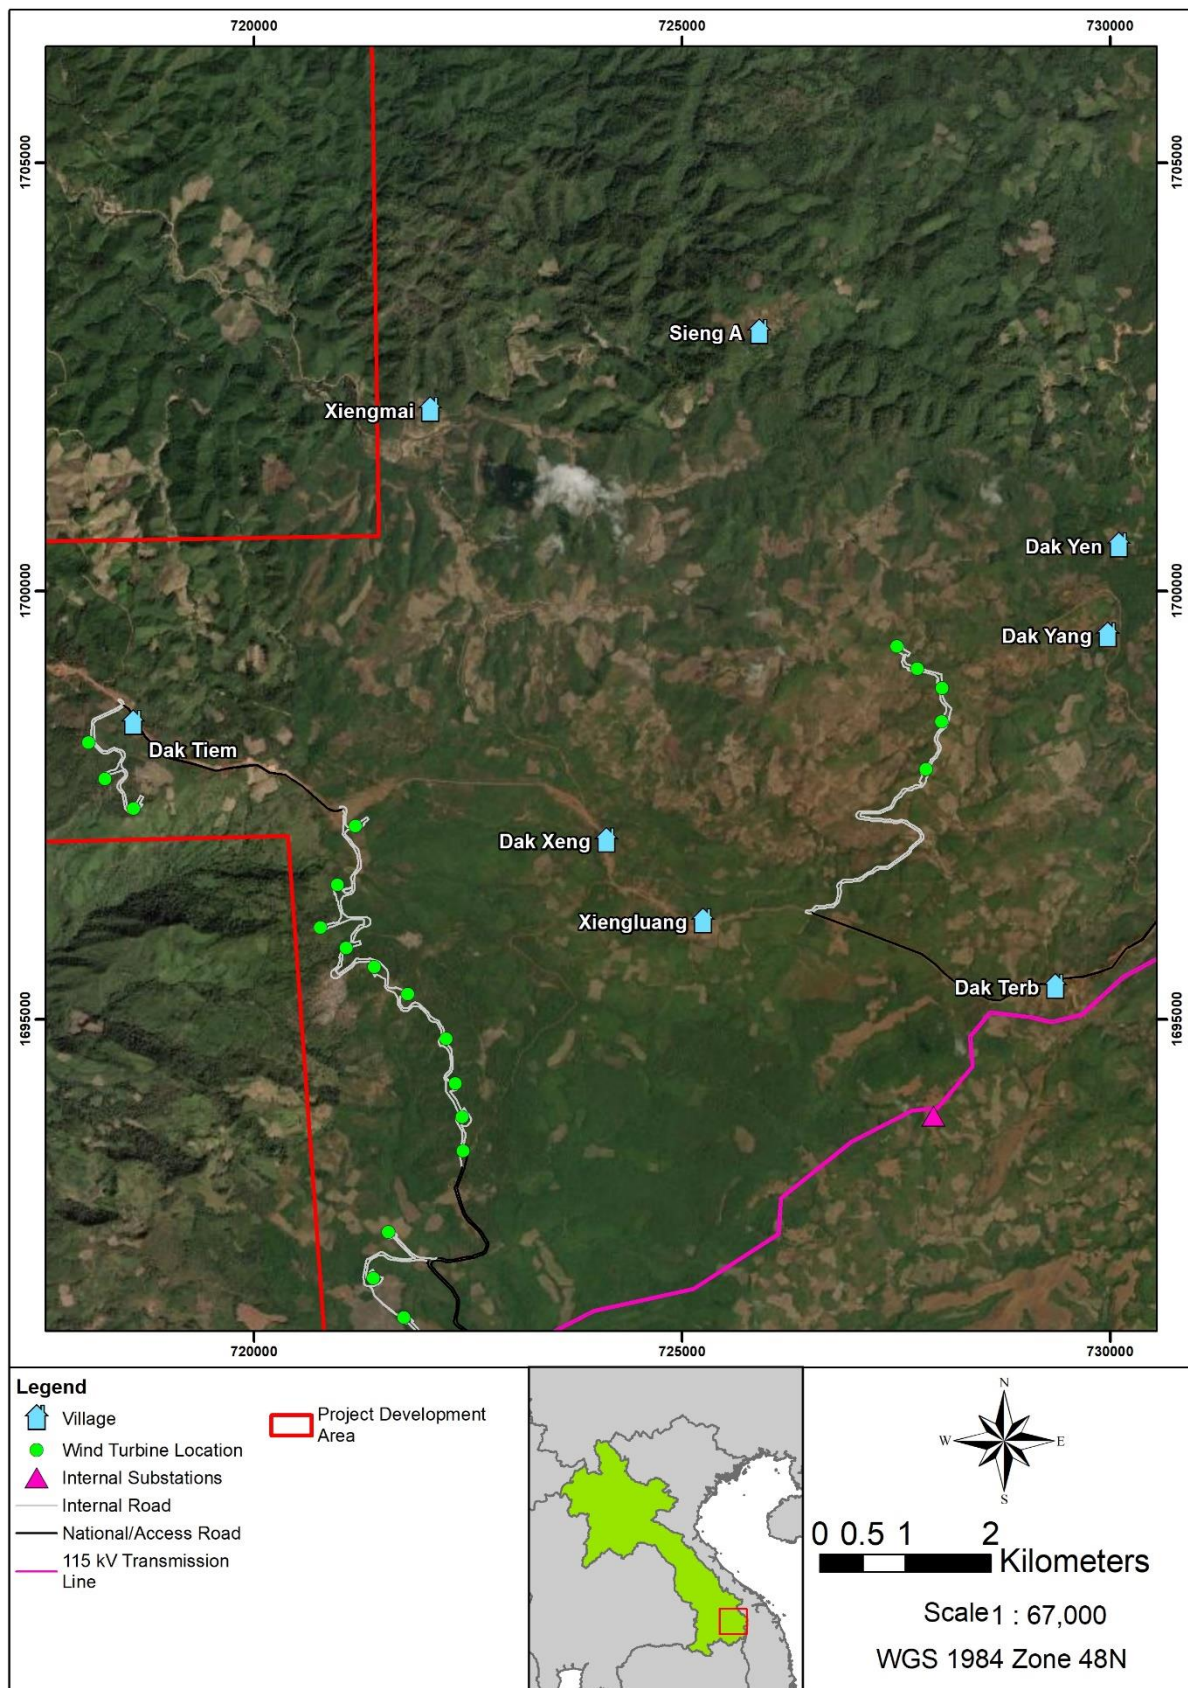 720000
725000
730000
1705000
1705000
Sieng A
Xiengmai
Dak Yen
1700000
1700000
Dak Yang
Dak Tiem
Dak Xeng
Xiengluang
Dak Terb
1695000
1695000
720000
725000
730000
Legend
Village
Wind Turbine Location
Internal Substations
Internal Road
National/Access Road
115 kV Transmission
Line
Project Development
Area
N
W
E
S
0 0.5 1 2
Kilometers
Scale 1 : 67,000
WGS 1984 Zone 48N